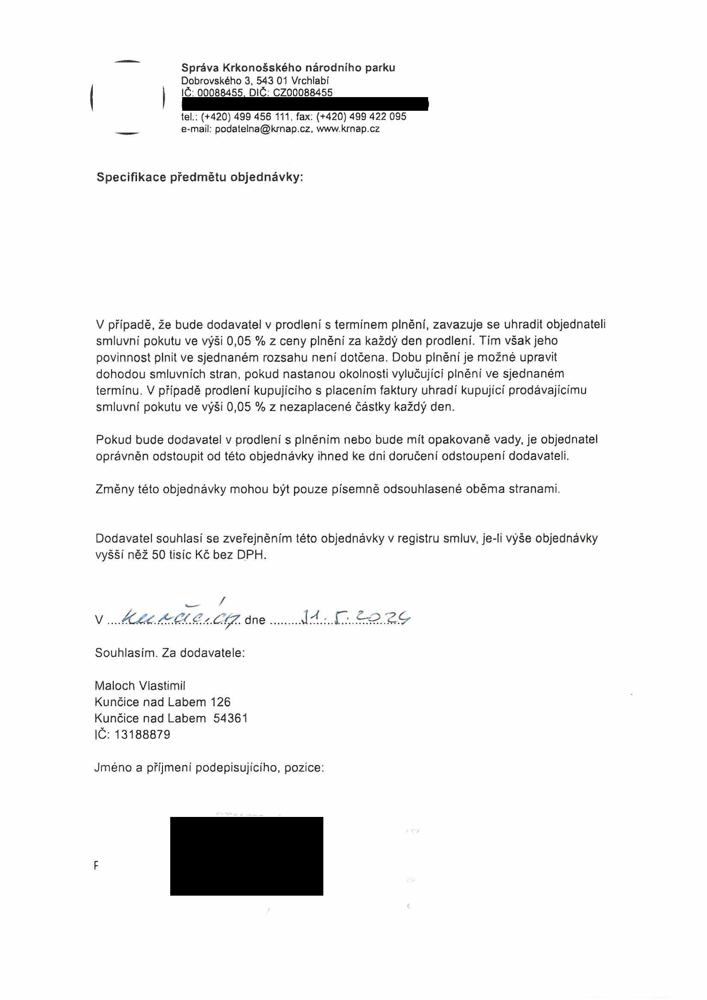 Správa Krkonošského národního parku
Dobrovského 3, 543 01 Vrchlabí
IČ: 00088455, DIČ: CZ00088455
tel.: (+420) 499 456 111, fax: (+420) 499 422 095
e-mail: podatelna@krnap.cz, www.krnap.cz
Specifikace předmětu objednávky:
V případě, že bude dodavatel v prodlení s termínem plnění, zavazuje se uhradit objednateli
smluvní pokutu ve výši 0,05 % z ceny plnění za každý den prodlení. Tím však jeho
povinnost plnit ve sjednaném rozsahu není dotčena. Dobu plnění je možné upravit
dohodou smluvních stran, pokud nastanou okolnosti vylučující plnění ve sjednaném
termínu. V případě prodlení kupujícího s placením faktury uhradí kupující prodávajícímu
smluvní pokutu ve výši 0,05 % z nezaplacené částky každý den.
Pokud bude dodavatel v prodlení s plněním nebo bude mít opakovaně vady, je objednatel
oprávněn odstoupit od této objednávky ihned ke dni doručení odstoupení dodavateli.
Změny této objednávky mohou být pouze písemně odsouhlasené oběma stranami.
Dodavatel souhlasí se zveřejněním této objednávky v registru smluv, je-li výše objednávky
vyšší něž 50 tisíc Kč bez DPH.
V Kunčicích dne 31.5.2024
Souhlasím. Za dodavatele:
Maloch Vlastimil
Kunčice nad Labem 126
Kunčice nad Labem 54361
IČ: 13188879
Jméno a příjmení podepisujícího, pozice: